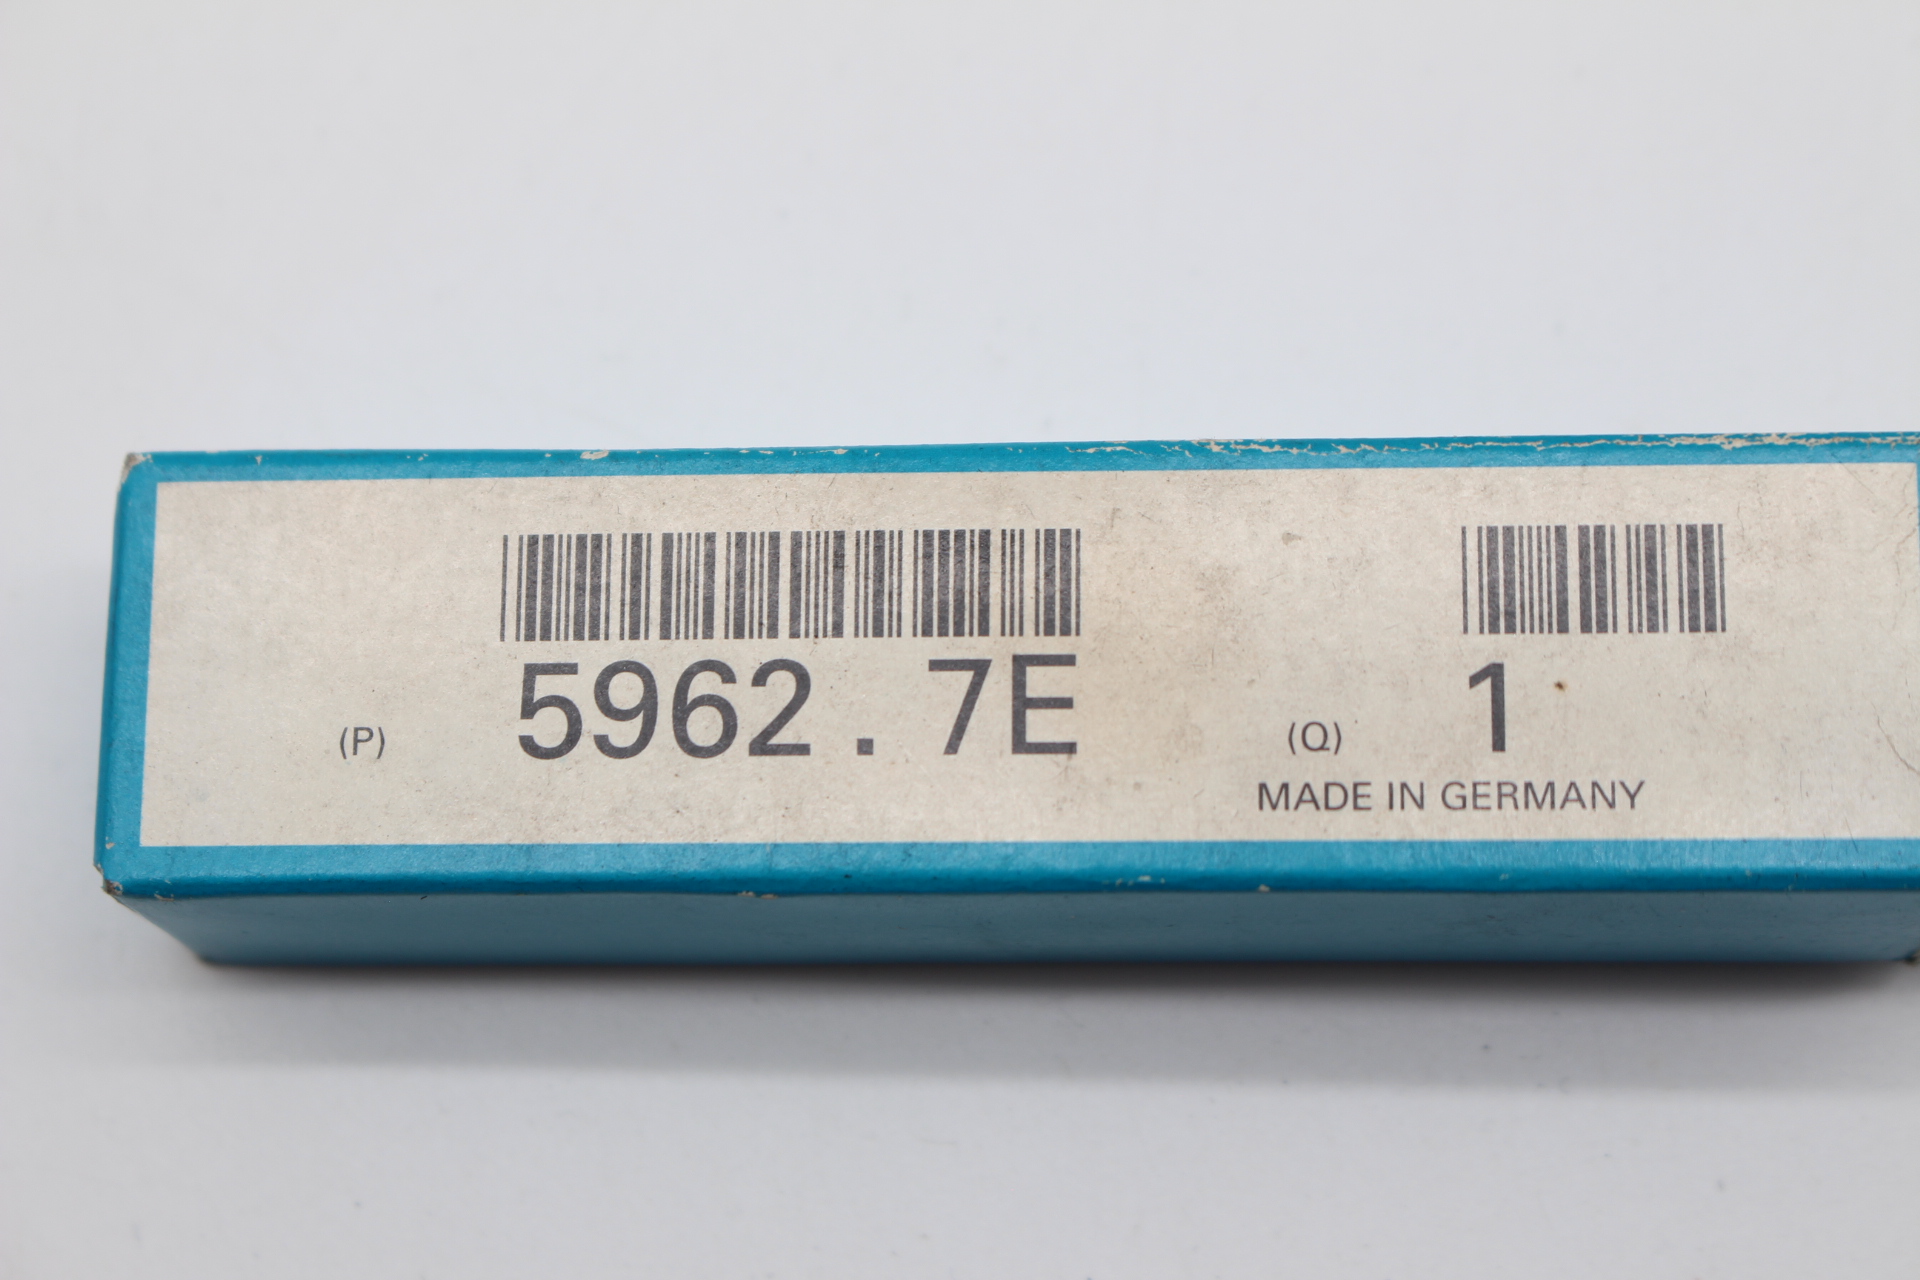 (P) 5962 . 7E (Q) 1
MADE IN GERMANY